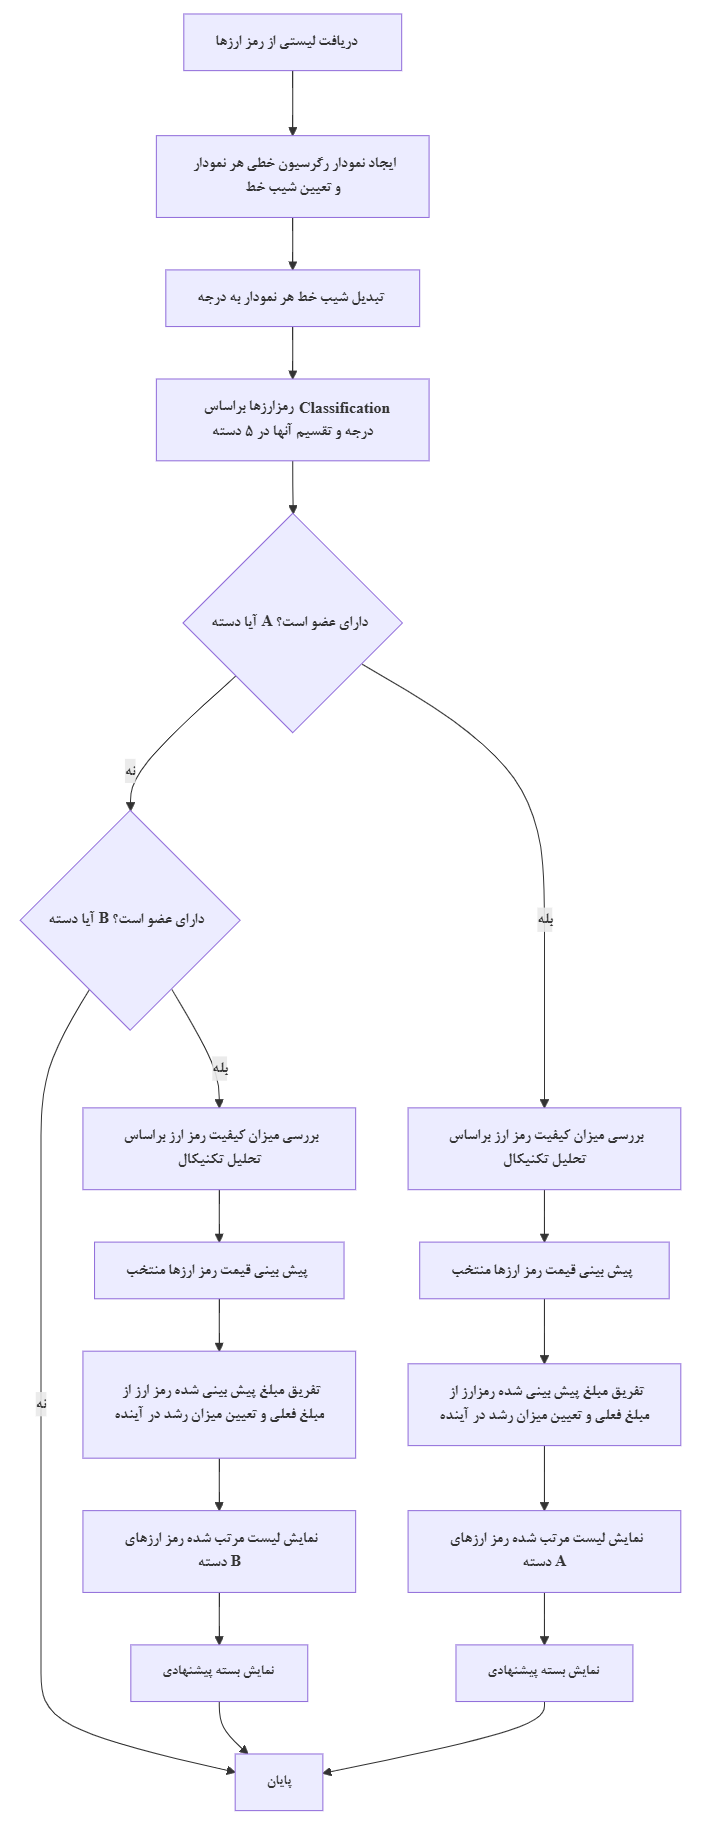 دریافت لیستی از رمز ارزها
ایجاد نمودار رگرسیون خطی هر نمودار
و تعیین شیب خط
تبدیل شیب خط هر نمودار به درجه
Classification رمزارزها براساس
درجه و تقسیم آنها در ۵ دسته
آیا دسته A دارای عضو است؟
نه
بله
آیا دسته B دارای عضو است؟
بله
نه
بررسی میزان کیفیت رمز ارز براساس
تحلیل تکنیکال
پیش بینی قیمت رمز ارزها منتخب
تفریق مبلغ پیش بینی شده رمز ارز از
مبلغ فعلی و تعیین میزان رشد در آینده
نمایش لیست مرتب شده رمز ارزهای
دسته B
نمایش بسته پیشنهادی
بررسی میزان کیفیت رمز ارز براساس
تحلیل تکنیکال
پیش بینی قیمت رمز ارزها منتخب
تفریق مبلغ پیش بینی شده رمزارز از
مبلغ فعلی و تعیین میزان رشد در آینده
نمایش لیست مرتب شده رمز ارزهای
دسته A
نمایش بسته پیشنهادی
پایان